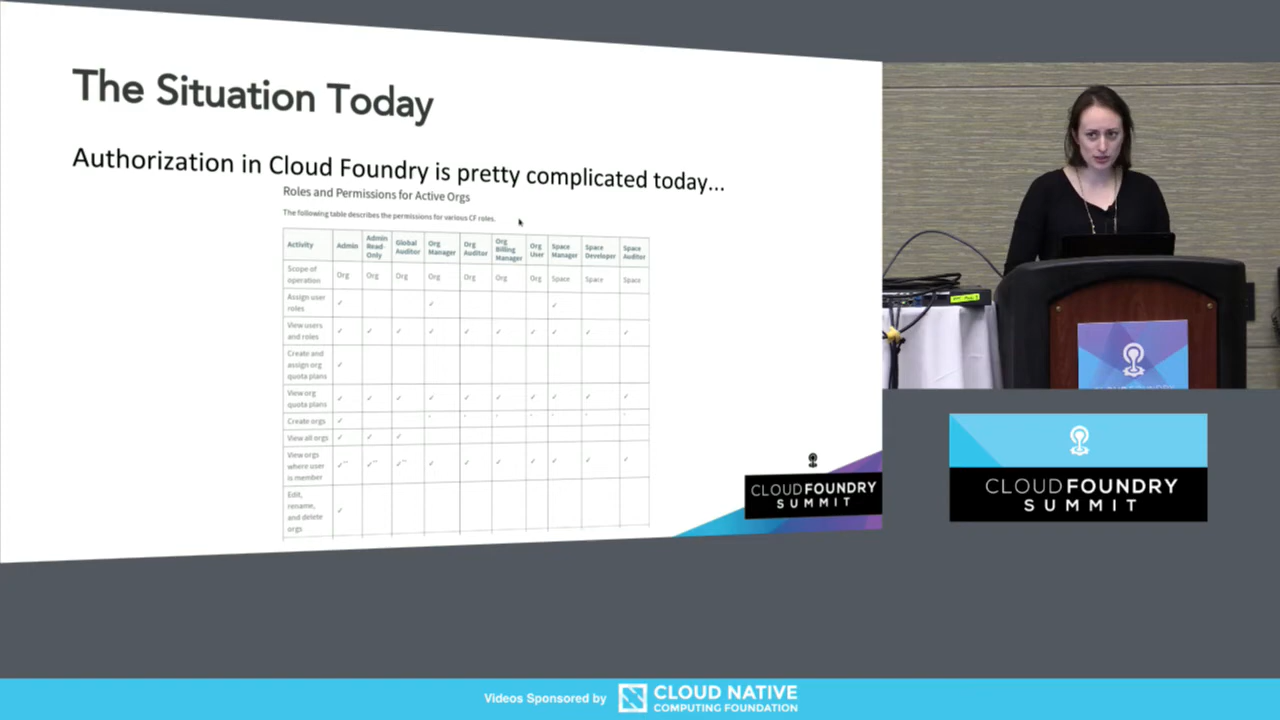 The Situation Today
Authorization in Cloud Foundry is pretty complicated today...
Roles and Permissions for Active Orgs
The following table describes the permissions for various CF roles.
Activity Admin Admin Read-Only Global Auditor Org Manager Org Auditor Org Billing Manager Org User Space Manager Space Developer Space Auditor
Scope of operation Org Org Org Org Org Org Org Space Space Space
Assign user roles ✓ ✓ ✓
View users and roles ✓ ✓ ✓ ✓ ✓ ✓ ✓ ✓ ✓ ✓
Create and assign org quota plans ✓
View org quota plans ✓ ✓ ✓ ✓ ✓ ✓ ✓ ✓ ✓ ✓
Create orgs ✓ * * * * * * *
View all orgs ✓ ✓ ✓
View orgs where user is member ✓** ✓** ✓** ✓ ✓ ✓ ✓ ✓ ✓ ✓
Edit, rename, and delete orgs ✓
CLOUD FOUNDRY
SUMMIT
CLOUD FOUNDRY
CLOUD FOUNDRY
SUMMIT
Videos Sponsored by CLOUD NATIVE
COMPUTING FOUNDATION